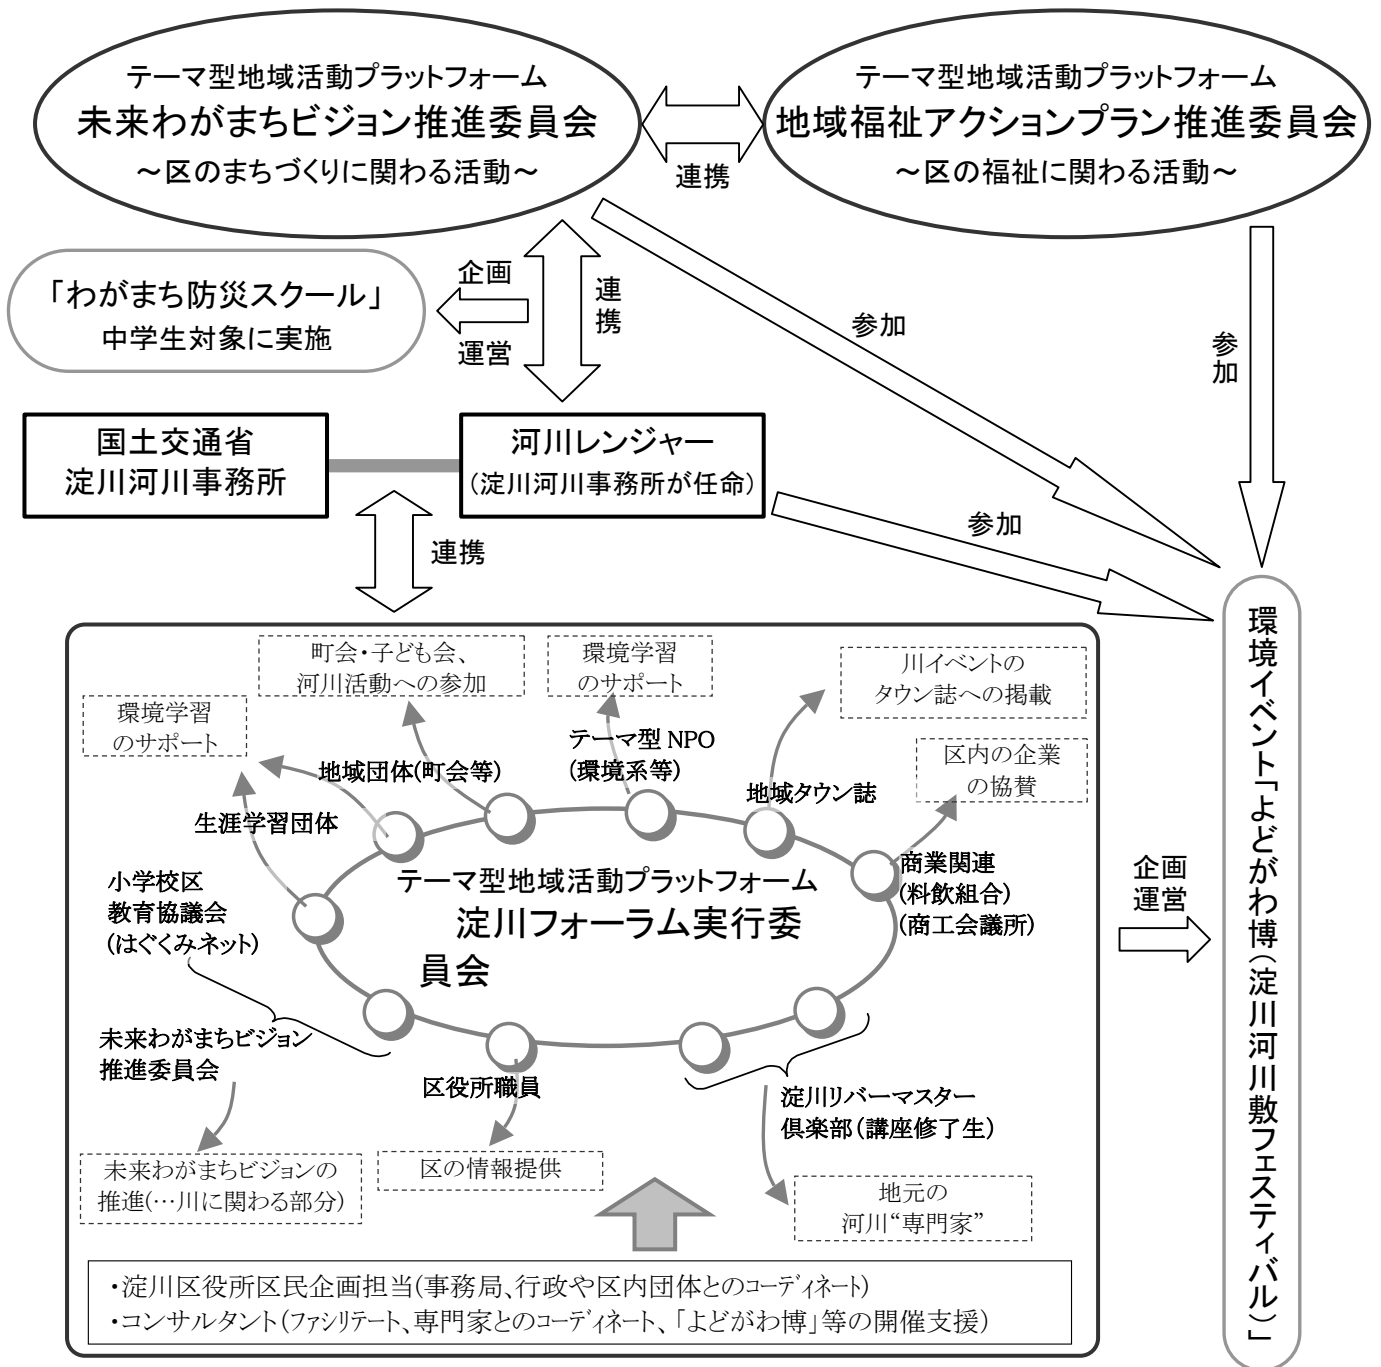 テーマ型地域活動プラットフォーム
未来わがまちビジョン推進委員会
～区のまちづくりに関わる活動～
連携
テーマ型地域活動プラットフォーム
地域福祉アクションプラン推進委員会
～区の福祉に関わる活動～
「わがまち防災スクール」
中学生対象に実施
企画
運営
連携
参加
参加
国土交通省
淀川河川事務所
河川レンジャー
(淀川河川事務所が任命)
連携
参加
環境学習
のサポート
町会・子ども会、
河川活動への参加
環境学習
のサポート
川イベントの
タウン誌への掲載
区内の企業
の協賛
生涯学習団体
地域団体(町会等)
テーマ型 NPO
(環境系等)
地域タウン誌
商業関連
(料飲組合)
(商工会議所)
小学校区
教育協議会
(はぐくみネット)
テーマ型地域活動プラットフォーム
淀川フォーラム実行委
員会
未来わがまちビジョン
推進委員会
区役所職員
淀川リバーマスター
倶楽部(講座修了生)
未来わがまちビジョンの
推進(…川に関わる部分)
区の情報提供
地元の
河川“専門家”
・淀川区役所区民企画担当(事務局、行政や区内団体とのコーディネート)
・コンサルタント(ファシリテート、専門家とのコーディネート、「よどがわ博」等の開催支援)
企画
運営
環境イベント「よどがわ博(淀川河川敷フェスティバル)」